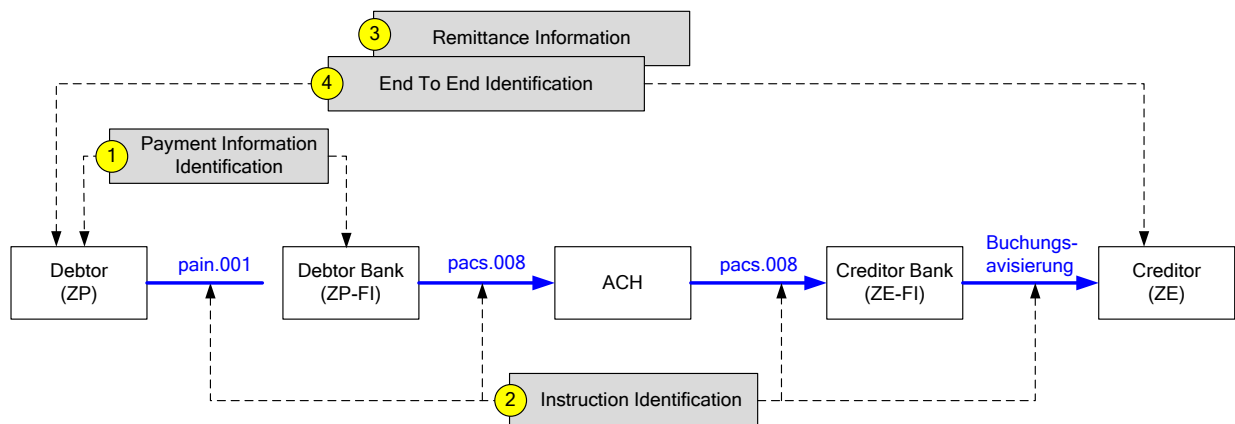 3
Remittance Information
4
End To End Identification
1
Payment Information
Identification
Debtor
(ZP)
pain.001
Debtor Bank
(ZP-FI)
pacs.008
ACH
pacs.008
Creditor Bank
(ZE-FI)
Buchungs-
avisierung
Creditor
(ZE)
2
Instruction Identification